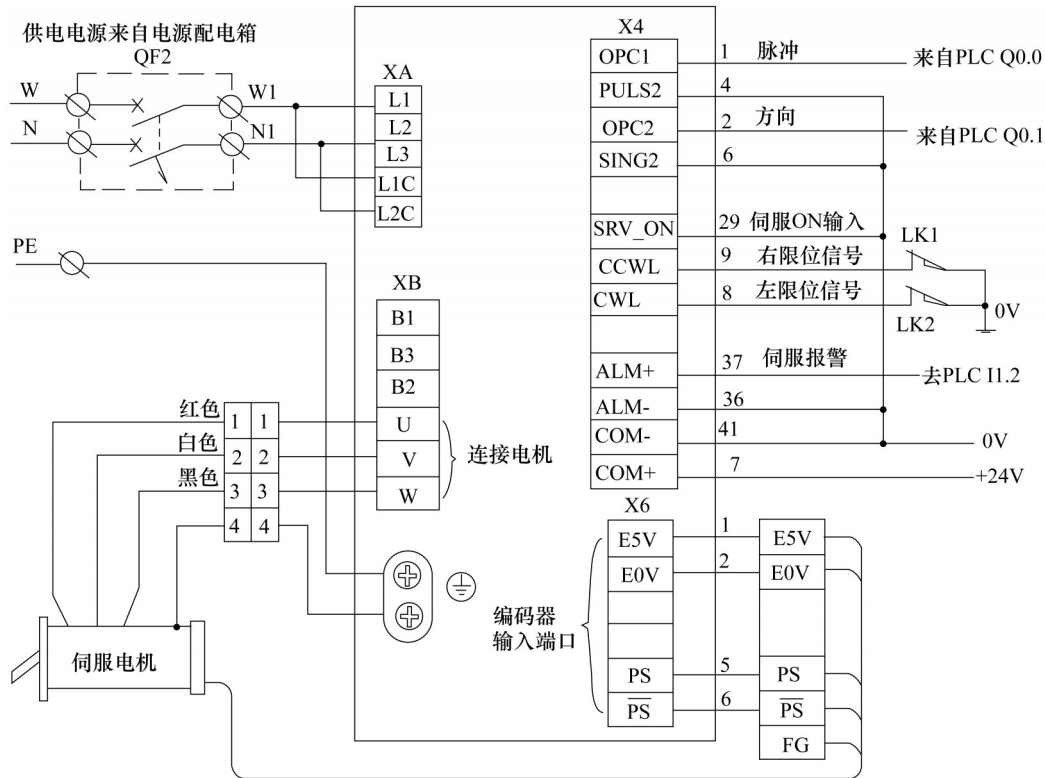 供电电源来自电源配电箱
QF2
W
W1
N
N1
PE
XA
L1
L2
L3
L1C
L2C
XB
B1
B3
B2
U
V
W
连接电机
红色
白色
黑色
1 1
2 2
3 3
4 4
伺服电机
X4
OPC1 1 脉冲 来自PLC Q0.0
PULS2 4
OPC2 2 方向 来自PLC Q0.1
SING2 6
SRV_ON 29 伺服ON输入
CCWL 9 右限位信号 LK1
CWL 8 左限位信号 LK2
0V
ALM+ 37 伺服报警 去PLC I1.2
ALM- 36
COM- 41 0V
COM+ 7 +24V
X6
E5V 1 E5V
E0V 2 E0V
编码器
输入端口
PS 5 PS
P̅S̅ 6 P̅S̅
FG